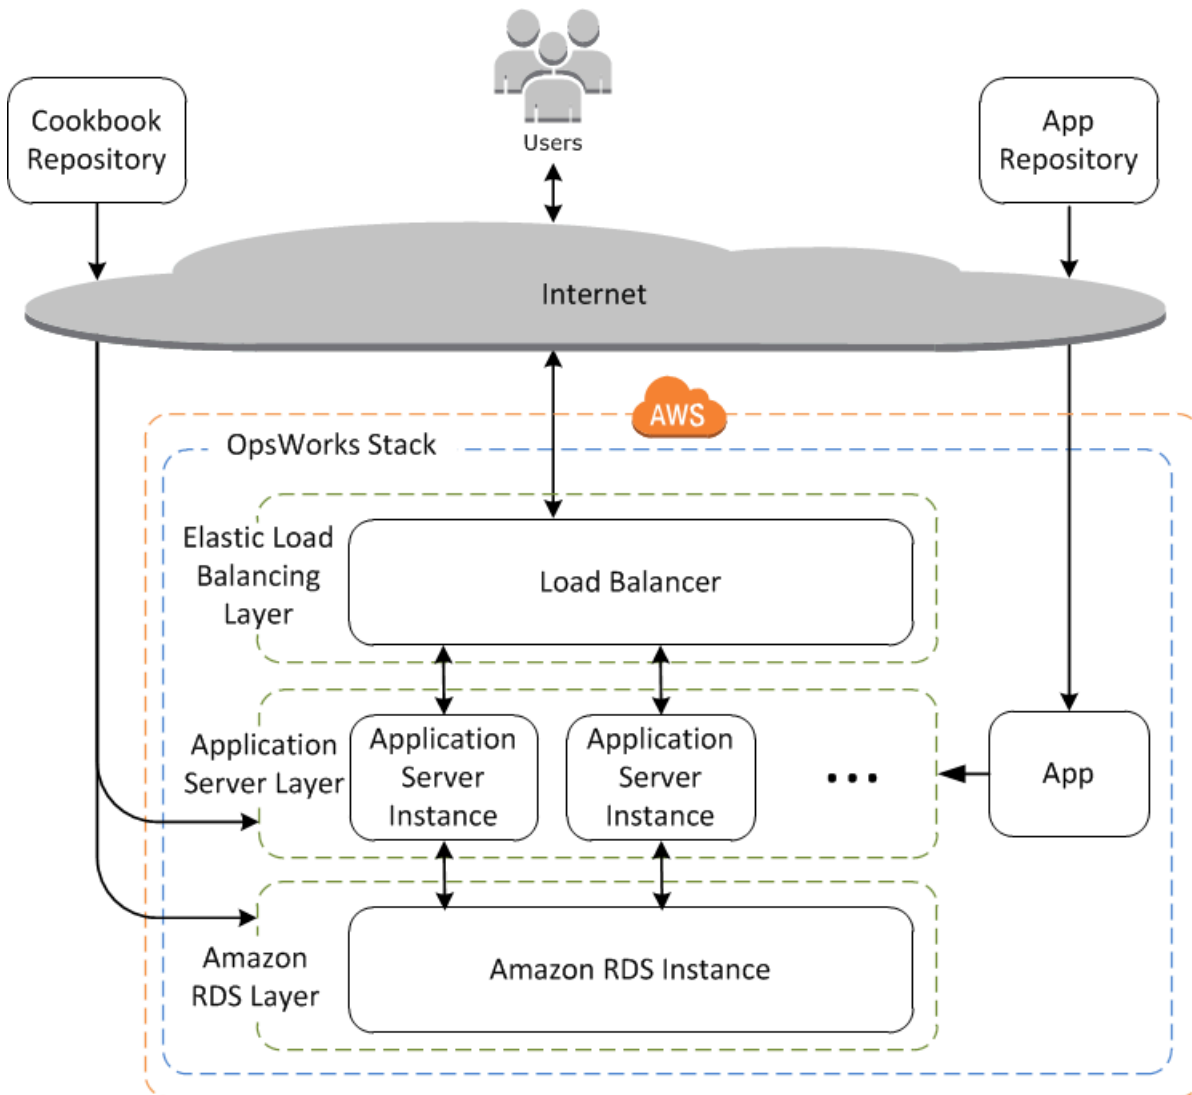 Users
Cookbook
Repository
App
Repository
Internet
AWS
OpsWorks Stack
Elastic Load
Balancing
Layer
Load Balancer
Application
Server Layer
Application
Server
Instance
Application
Server
Instance
...
App
Amazon
RDS Layer
Amazon RDS Instance